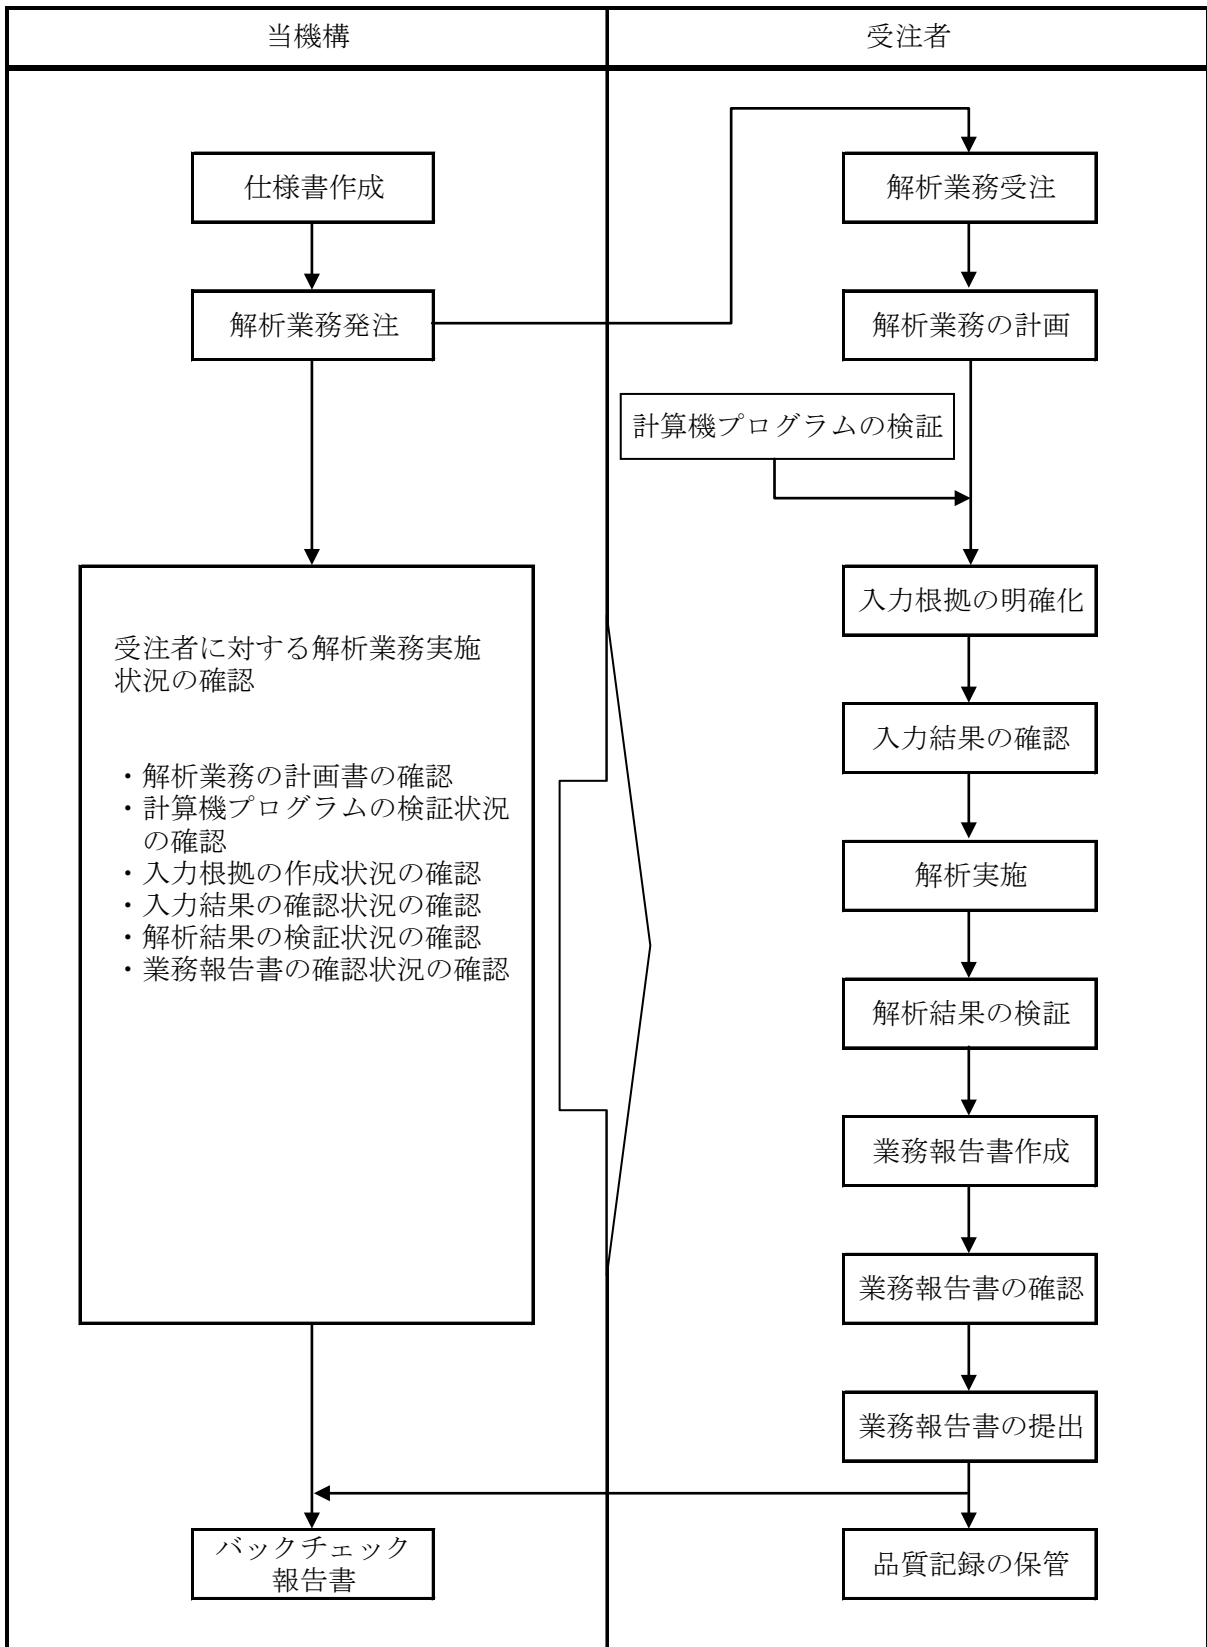 当機構
受注者
仕様書作成
解析業務発注
受注者に対する解析業務実施
状況の確認
・解析業務の計画書の確認
・計算機プログラムの検証状況
の確認
・入力根拠の作成状況の確認
・入力結果の確認状況の確認
・解析結果の検証状況の確認
・業務報告書の確認状況の確認
バックチェック
報告書
解析業務受注
解析業務の計画
計算機プログラムの検証
入力根拠の明確化
入力結果の確認
解析実施
解析結果の検証
業務報告書作成
業務報告書の確認
業務報告書の提出
品質記録の保管